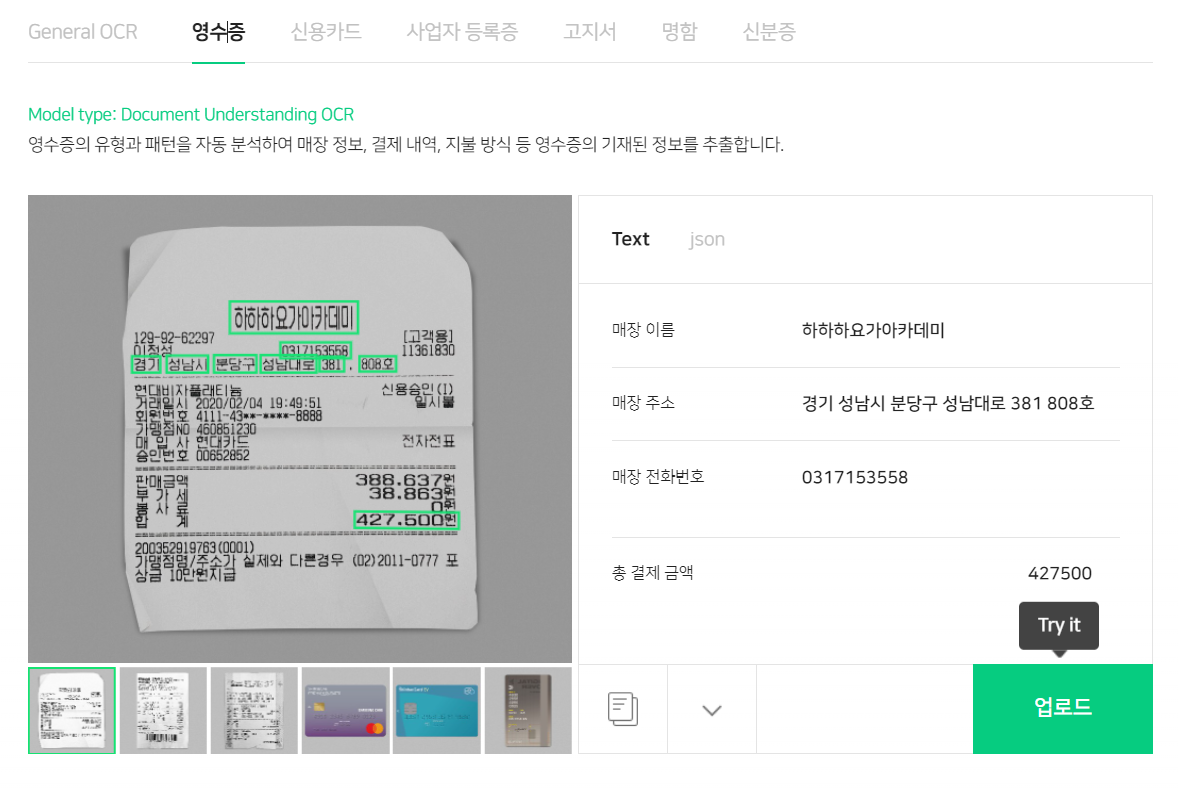 General OCR 영수증 신용카드 사업자 등록증 고지서 명함 신분증
Model type: Document Understanding OCR
영수증의 유형과 패턴을 자동 분석하여 매장 정보, 결제 내역, 지불 방식 등 영수증의 기재된 정보를 추출합니다.
하하하요가아카데미
129-92-62297 [고객용]
이정성 0317153558 11361830
경기 성남시 분당구 성남대로 381 , 808호
현대비자플래티늄 신용승인(1)
거래일시 2020/02/04 19:49:51 일시불
회원번호 4111-43**-****-8888
가맹점NO 460851230
매 입 사 현대카드 전자전표
승인번호 00652852
판매금액 388.637원
부 가 세 38.863원
봉 사 료 0원
합 계 427.500원
200352919763(0001)
가맹점명/주소가 실제와 다른경우 (02)2011-0777 포
상금 10만원지급
Text json
매장 이름 하하하요가아카데미
매장 주소 경기 성남시 분당구 성남대로 381 808호
매장 전화번호 0317153558
총 결제 금액 427500
Try it
업로드